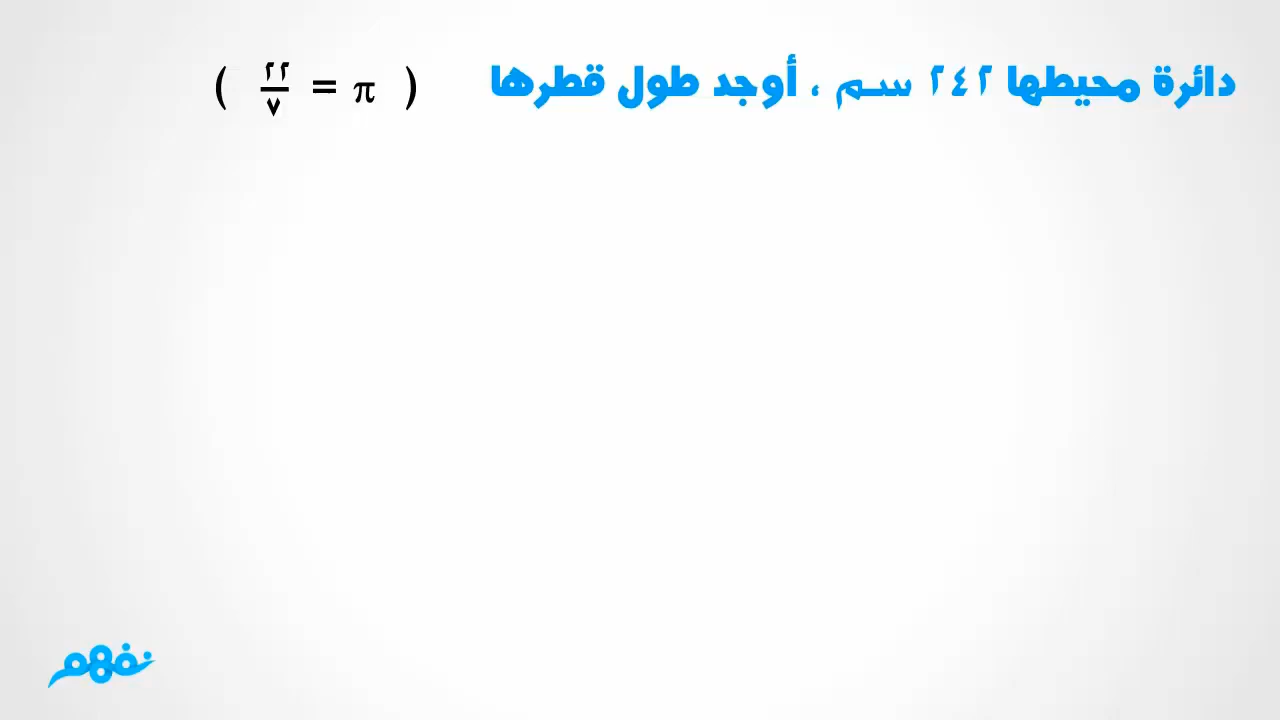 دائرة محيطها ٢٤٢ سم ، أوجد طول قطرها ( π = ٢٢/٧ )
نفهم